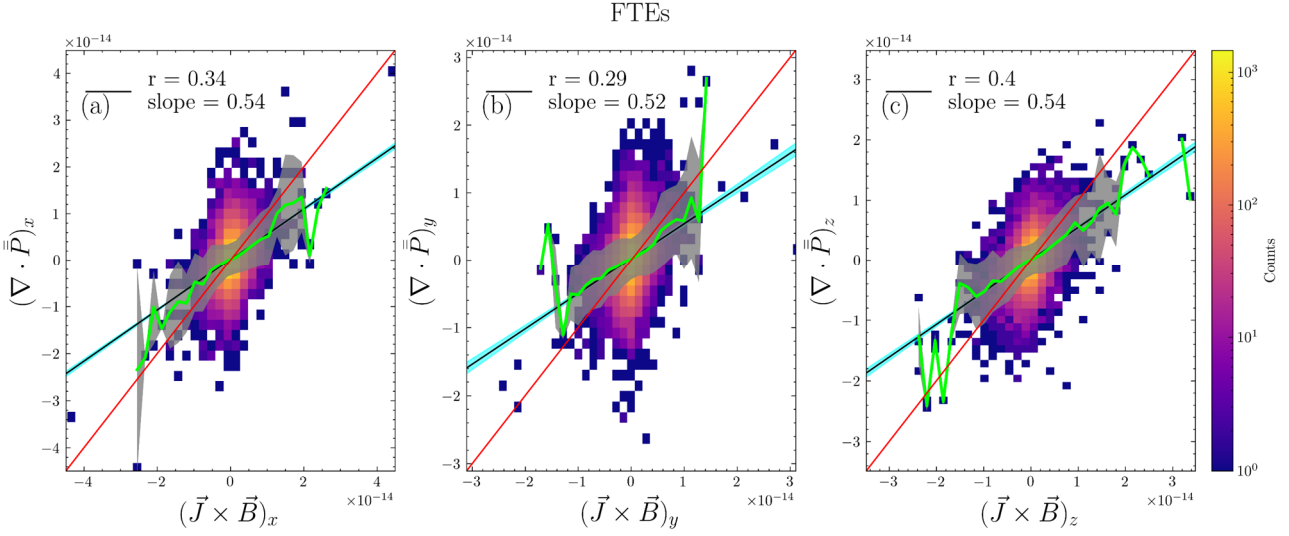 FTEs
×10⁻¹⁴
(a)
r = 0.34
slope = 0.54
4
3
2
1
0
−1
−2
−3
−4
(∇ · P̿)ₓ
−4 −2 0 2 4
×10⁻¹⁴
(J⃗ × B⃗)ₓ
×10⁻¹⁴
(b)
r = 0.29
slope = 0.52
3
2
1
0
−1
−2
−3
(∇ · P̿)_y
−3 −2 −1 0 1 2 3
×10⁻¹⁴
(J⃗ × B⃗)_y
×10⁻¹⁴
(c)
r = 0.4
slope = 0.54
3
2
1
0
−1
−2
−3
(∇ · P̿)_z
−3 −2 −1 0 1 2 3
×10⁻¹⁴
(J⃗ × B⃗)_z
10³
10²
10¹
10⁰
Counts